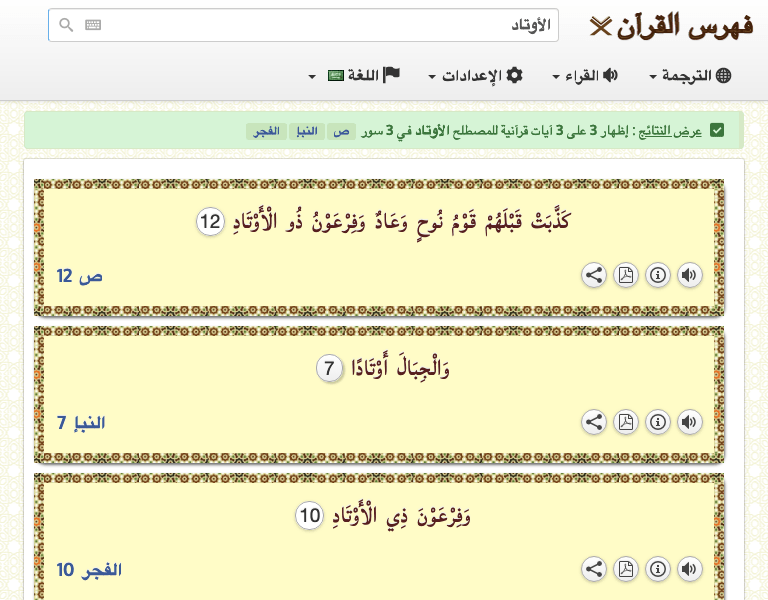 فهرس القرآن
الأوتاد
الترجمة القراء الإعدادات اللغة
عرض النتائج : إظهار 3 على 3 آيات قرآنية للمصطلح الأوتاد في 3 سور ص النبإ الفجر
كَذَّبَتْ قَبْلَهُمْ قَوْمُ نُوحٍ وَعَادٌ وَفِرْعَوْنُ ذُو الْأَوْتَادِ 12
ص 12
وَالْجِبَالَ أَوْتَادًا 7
النبإ 7
وَفِرْعَوْنَ ذِي الْأَوْتَادِ 10
الفجر 10